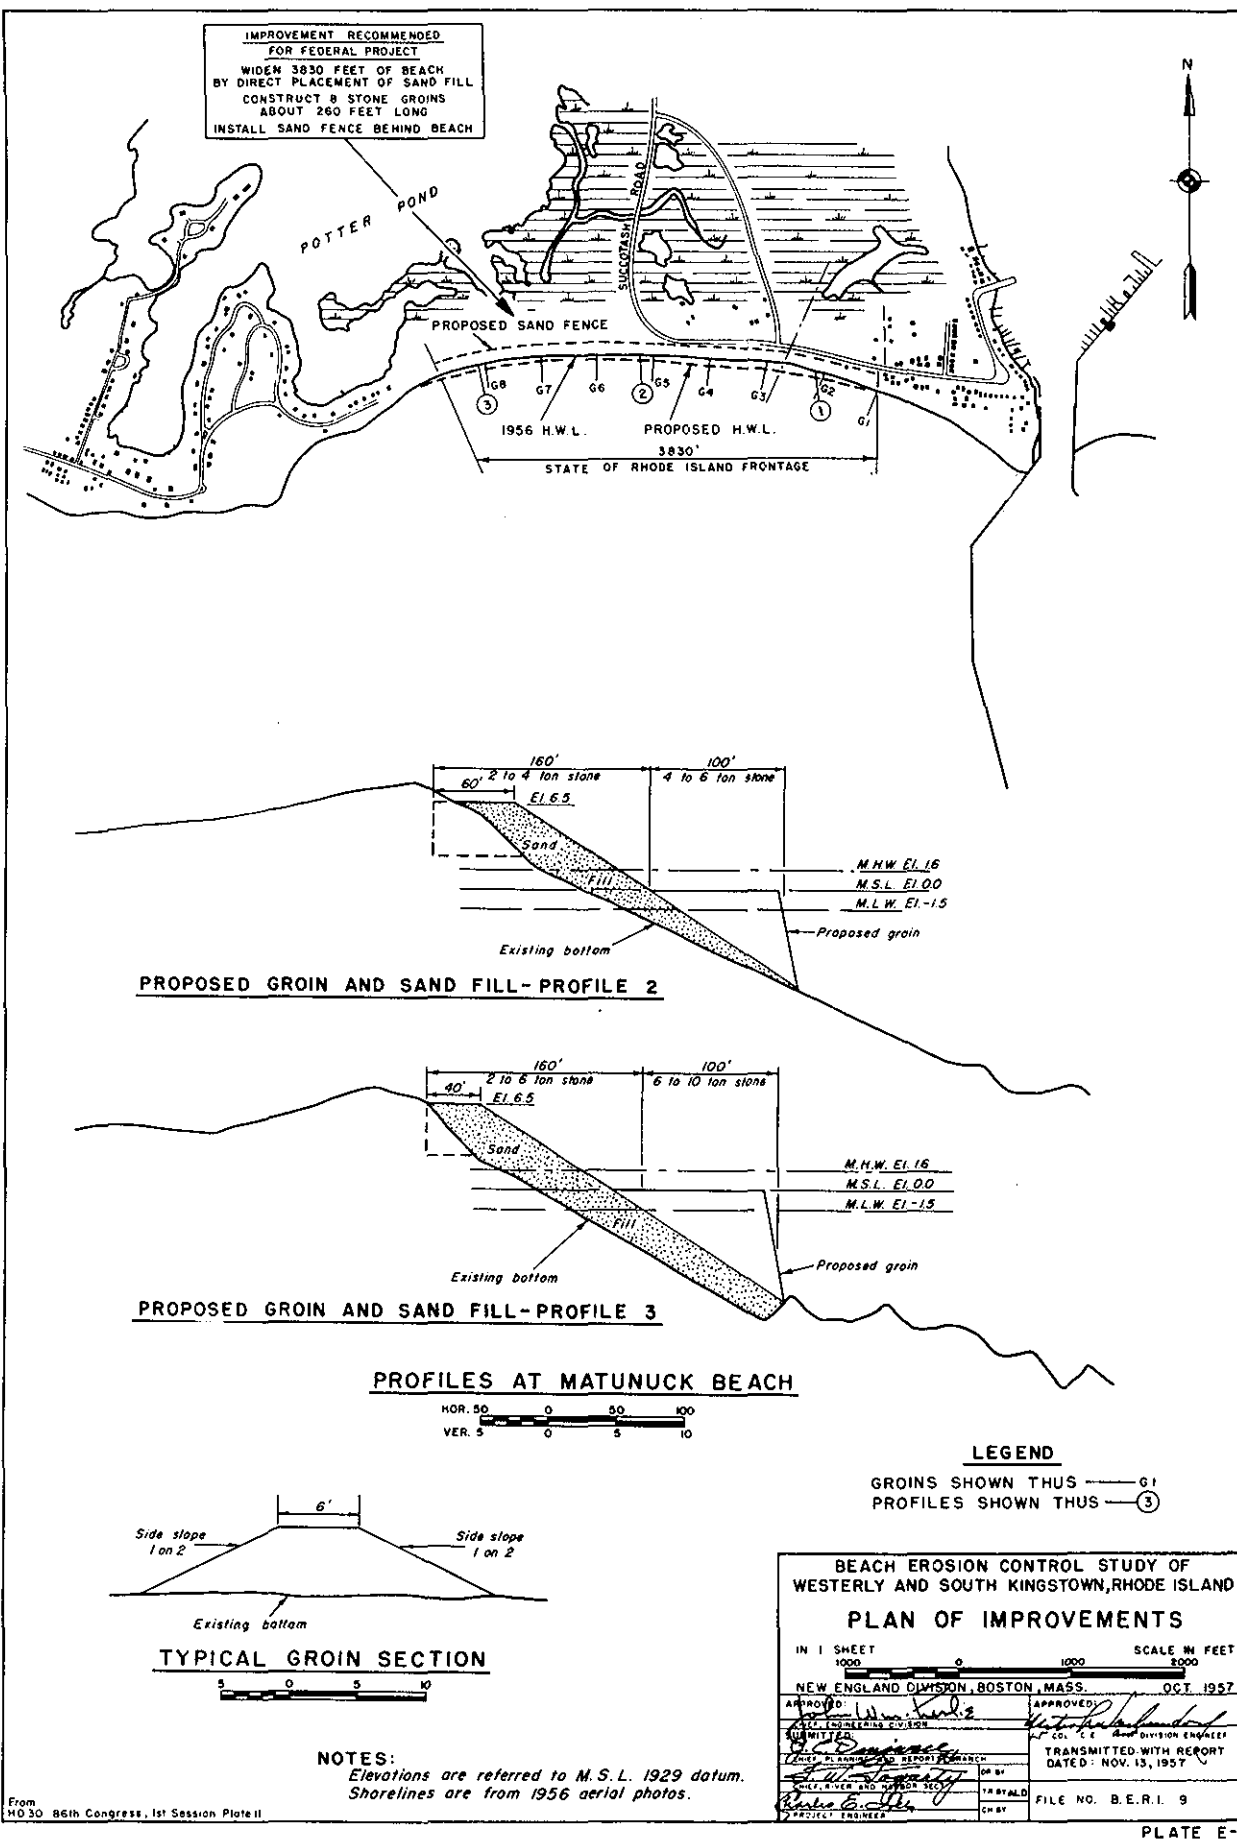 IMPROVEMENT RECOMMENDED
FOR FEDERAL PROJECT
WIDEN 3830 FEET OF BEACH
BY DIRECT PLACEMENT OF SAND FILL
CONSTRUCT 8 STONE GROINS
ABOUT 260 FEET LONG
INSTALL SAND FENCE BEHIND BEACH
N
POTTER POND
SUCCOTASH ROAD
PROPOSED SAND FENCE
G8
G7
G6
G5
G4
G3
G2
G1
3
2
1
1956 H.W.L.
PROPOSED H.W.L.
3830'
STATE OF RHODE ISLAND FRONTAGE
160'
100'
2 to 4 ton stone
4 to 6 ton stone
60'
El. 6.5
Sand
Fill
M.H.W. El. 1.6
M.S.L. El. 0.0
M.L.W. El. -1.5
Proposed groin
Existing bottom
PROPOSED GROIN AND SAND FILL-PROFILE 2
160'
100'
2 to 6 ton stone
6 to 10 ton stone
40'
El. 6.5
Sand
M.H.W. El. 1.6
M.S.L. El. 0.0
M.L.W. El. -1.5
Fill
Proposed groin
Existing bottom
PROPOSED GROIN AND SAND FILL-PROFILE 3
PROFILES AT MATUNUCK BEACH
HOR. 50 0 50 100
VER. 5 0 5 10
LEGEND
GROINS SHOWN THUS G1
PROFILES SHOWN THUS 3
6'
Side slope
1 on 2
Side slope
1 on 2
Existing bottom
TYPICAL GROIN SECTION
5 0 5 10
BEACH EROSION CONTROL STUDY OF
WESTERLY AND SOUTH KINGSTOWN, RHODE ISLAND
PLAN OF IMPROVEMENTS
IN 1 SHEET SCALE IN FEET
1000 0 1000 2000
NEW ENGLAND DIVISION, BOSTON, MASS. OCT. 1957
APPROVED: John Wm.
CHIEF, ENGINEERING DIVISION
APPROVED:
LT COL. C.E. DIVISION ENGINEER
SUBMITTED:
CHIEF, PLANNING AND REPORTS BRANCH
TRANSMITTED WITH REPORT
DATED: NOV. 13, 1957
CHIEF, RIVER AND HARBOR SEC.
DR BY
TR BY ALD
CH BY
Charles E.
PROJECT ENGINEER
FILE NO. B.E.R.I. 9
NOTES:
Elevations are referred to M.S.L. 1929 datum.
Shorelines are from 1956 aerial photos.
From
HD 30 86th Congress, 1st Session Plate 11
PLATE E-